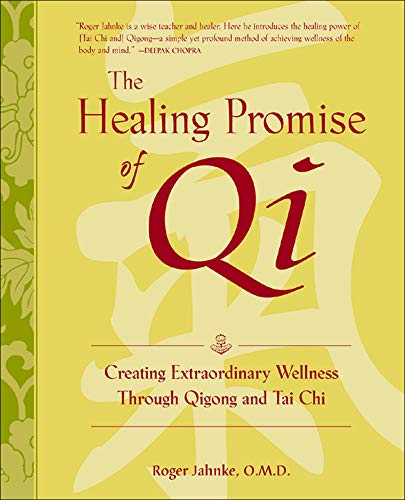 "Roger Jahnke is a wise teacher and healer. Here he introduces the healing power of
[Tai Chi and] Qigong—a simple yet profound method of achieving wellness of the
body and mind." —DEEPAK CHOPRA
The
Healing Promise
of
Qi
Creating Extraordinary Wellness
Through Qigong and Tai Chi
Roger Jahnke, O.M.D.